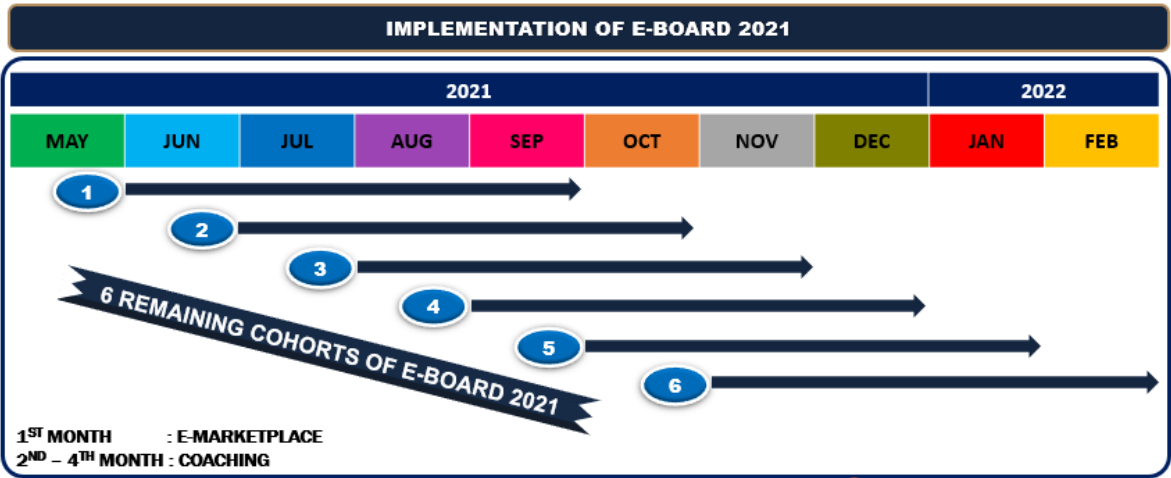 IMPLEMENTATION OF E-BOARD 2021
2021 2022
MAY JUN JUL AUG SEP OCT NOV DEC JAN FEB
1
2
3
4
5
6
6 REMAINING COHORTS OF E-BOARD 2021
1ST MONTH : E-MARKETPLACE
2ND – 4TH MONTH : COACHING